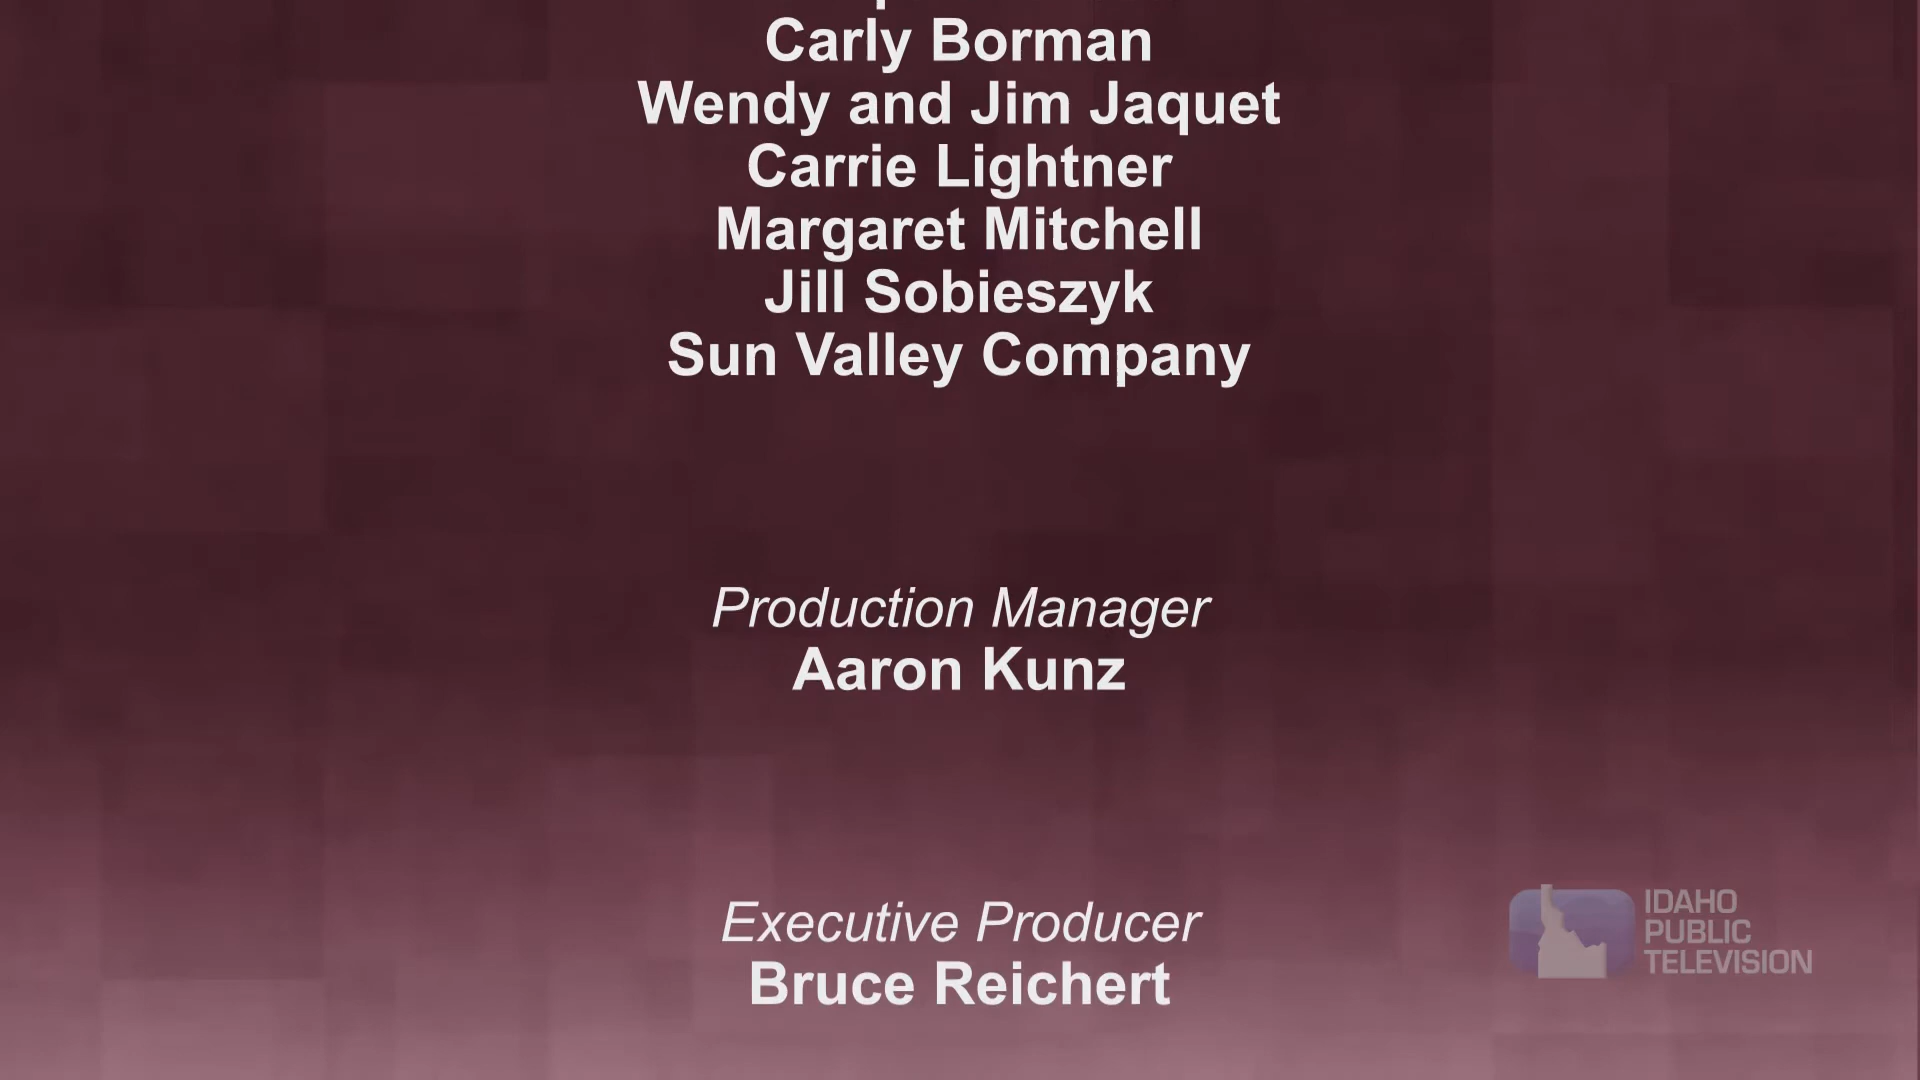 Carly Borman
Wendy and Jim Jaquet
Carrie Lightner
Margaret Mitchell
Jill Sobieszyk
Sun Valley Company
Production Manager
Aaron Kunz
Executive Producer
Bruce Reichert
IDAHO
PUBLIC
TELEVISION